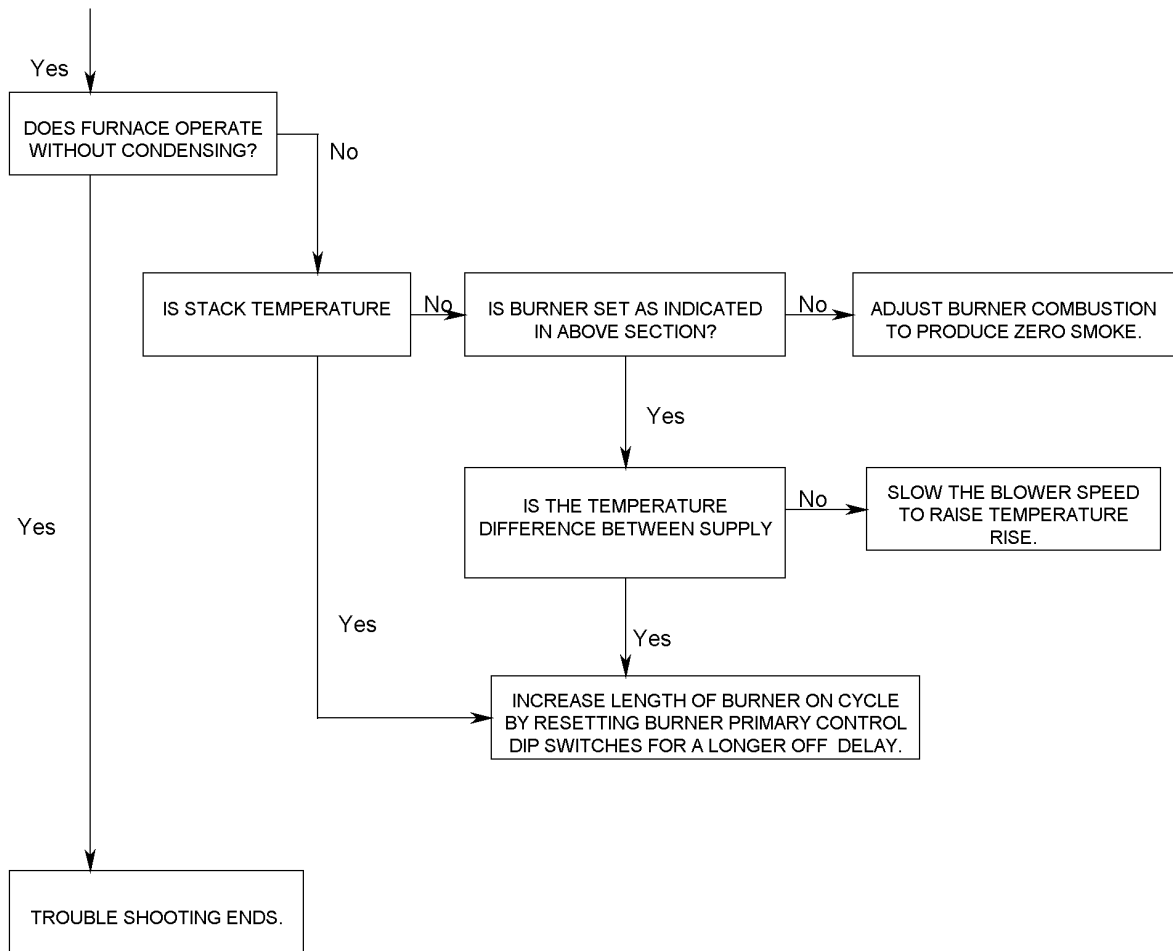 Yes
DOES FURNACE OPERATE
WITHOUT CONDENSING?
No
IS STACK TEMPERATURE
No
IS BURNER SET AS INDICATED
IN ABOVE SECTION?
No
ADJUST BURNER COMBUSTION
TO PRODUCE ZERO SMOKE.
Yes
IS THE TEMPERATURE
DIFFERENCE BETWEEN SUPPLY
No
SLOW THE BLOWER SPEED
TO RAISE TEMPERATURE
RISE.
Yes
Yes
Yes
INCREASE LENGTH OF BURNER ON CYCLE
BY RESETTING BURNER PRIMARY CONTROL
DIP SWITCHES FOR A LONGER OFF  DELAY.
TROUBLE SHOOTING ENDS.